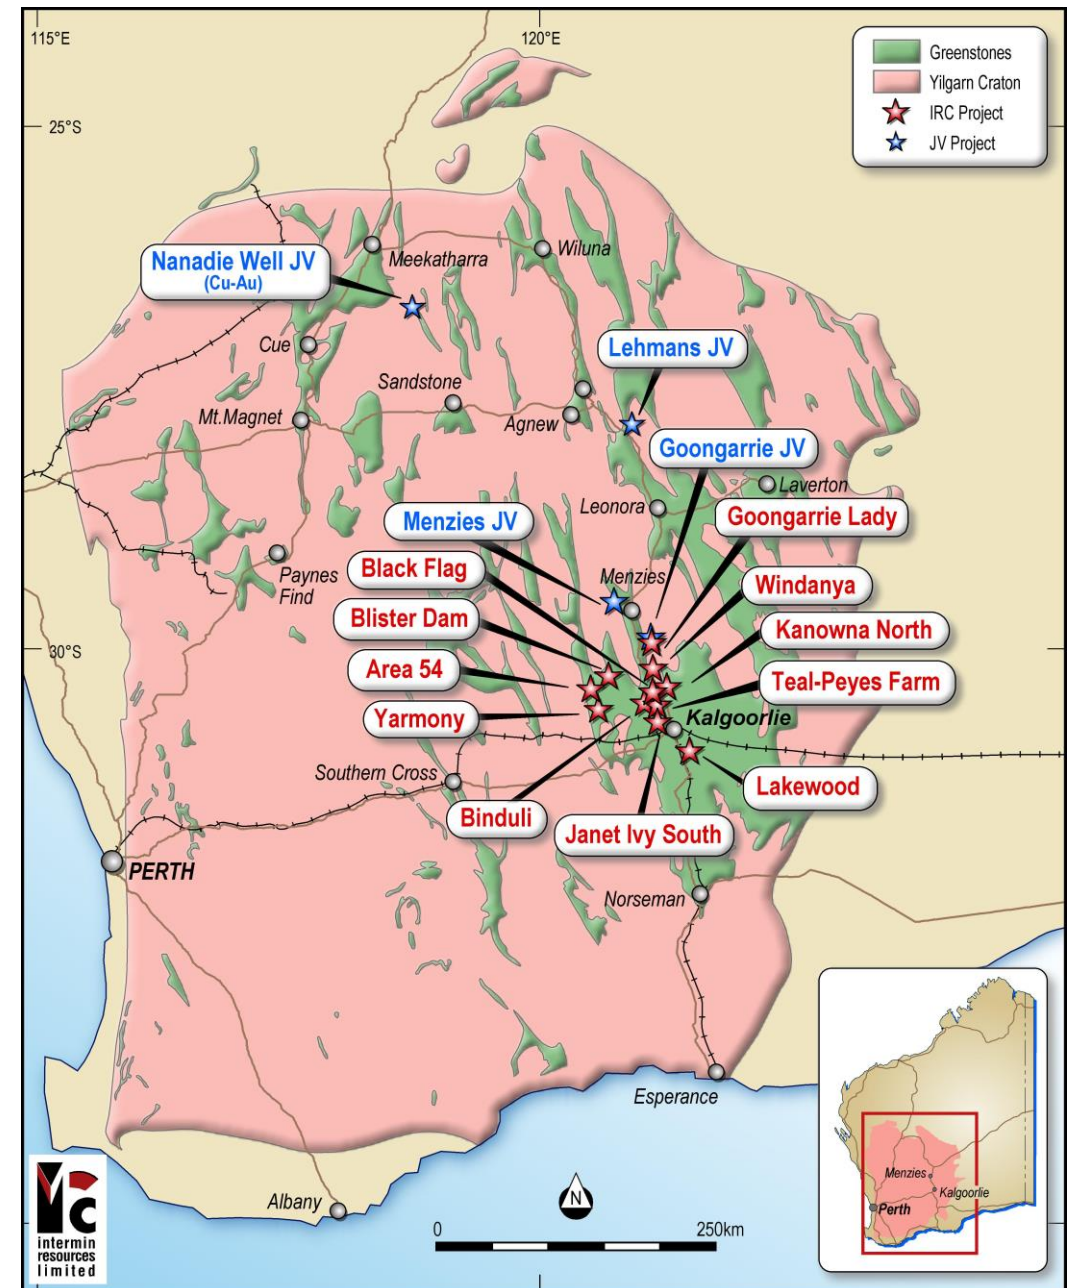 115°E
120°E
25°S
30°S
Greenstones
Yilgarn Craton
IRC Project
JV Project
Nanadie Well JV
(Cu-Au)
Meekatharra
Wiluna
Cue
Lehmans JV
Sandstone
Mt.Magnet
Agnew
Goongarrie JV
Laverton
Leonora
Menzies JV
Goongarrie Lady
Black Flag
Menzies
Windanya
Paynes
Find
Blister Dam
Kanowna North
Area 54
Teal-Peyes Farm
Yarmony
Kalgoorlie
Southern Cross
Lakewood
Binduli
Janet Ivy South
PERTH
Norseman
Esperance
Albany
N
0
250km
Menzies
Kalgoorlie
Perth
Irc
intermin
resources
limited